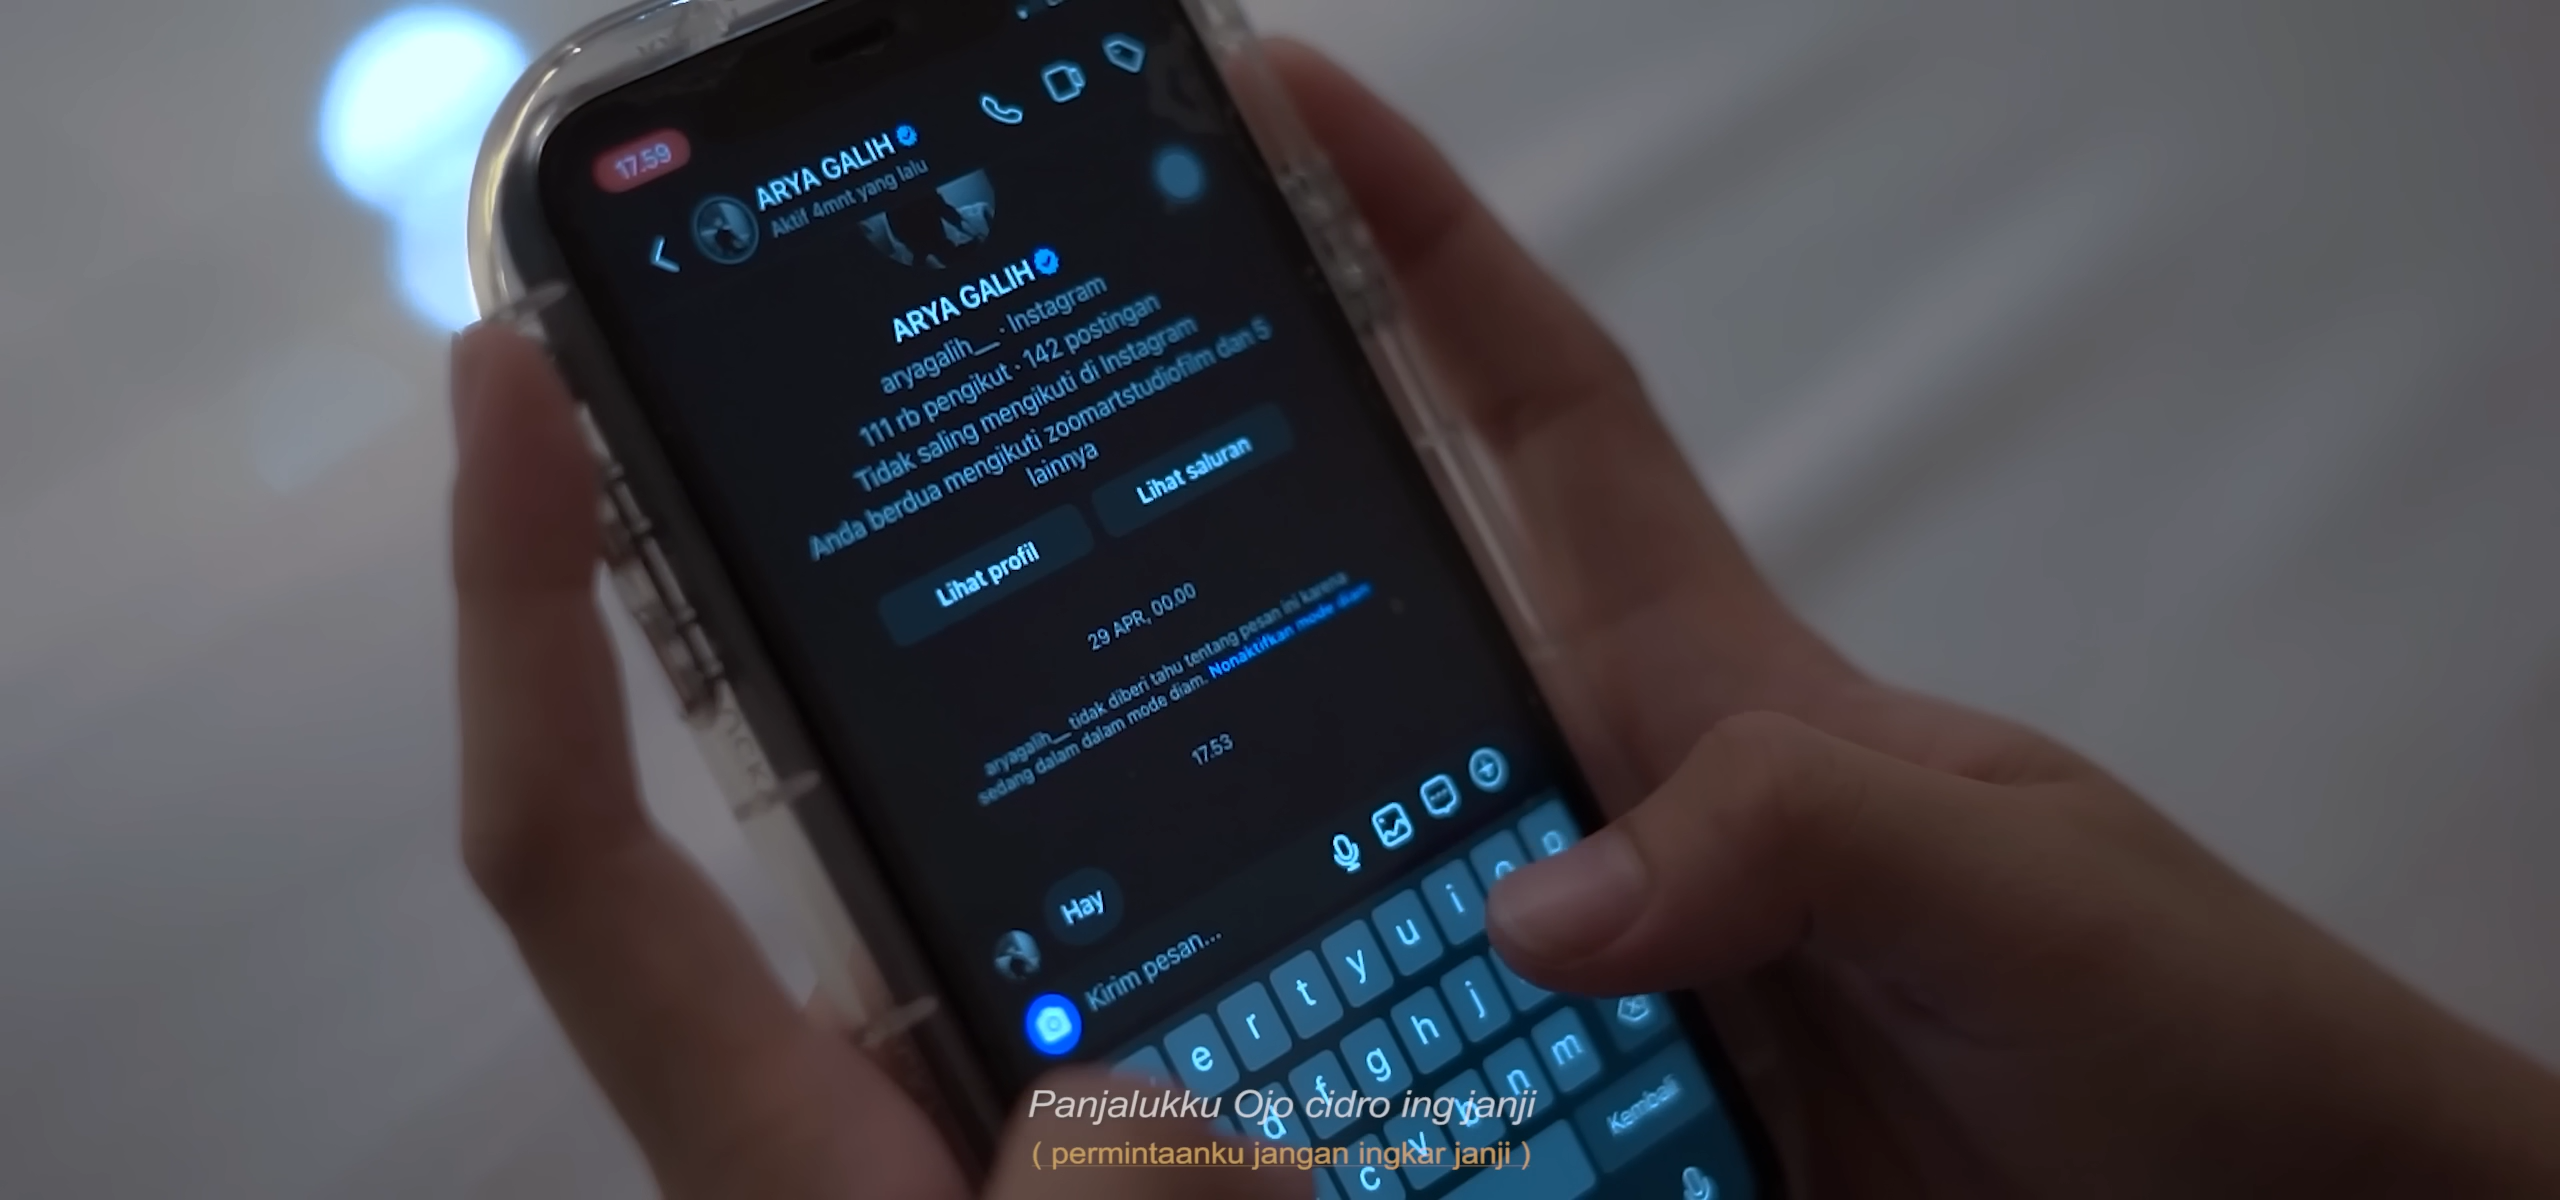 17.59
ARYA GALIH
Aktif 4mnt yang lalu
ARYA GALIH
aryagalih__ · Instagram
111 rb pengikut · 142 postingan
Tidak saling mengikuti di Instagram
Anda berdua mengikuti zoomartstudiofilm dan 5
lainnya
Lihat profil
Lihat saluran
29 APR, 00.00
aryagalih__ tidak diberi tahu tentang pesan ini karena
sedang dalam dalam mode diam. Nonaktifkan mode diam
17.53
Hay
Kirim pesan...
e r t y u i o p
d f g h j
c v b n m
Kembali
Panjalukku Ojo cidro ing janji
( permintaanku jangan ingkar janji )